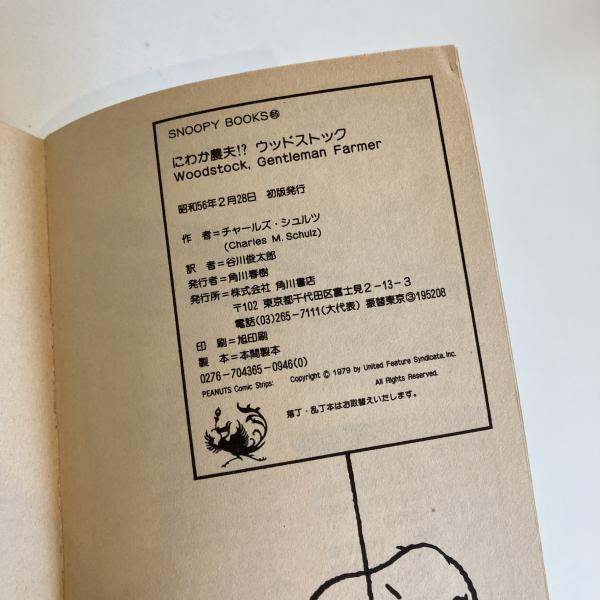 SNOOPY BOOKS
にわか農夫!? ウッドストック
Woodstock, Gentleman Farmer
昭和56年2月28日 初版発行
作 者＝チャールズ・シュルツ
(Charles M. Schulz)
訳 者＝谷川俊太郎
発行者＝角川春樹
発行所＝株式会社 角川書店
〒102 東京都千代田区富士見2-13-3
電話(03)265-7111(大代表) 振替東京③195208
印 刷＝旭印刷
製 本＝本間製本
0276-704365-0946(0)
PEANUTS Comic Strips: Copyright © 1979 by United Feature Syndicate, Inc.
All Rights Reserved.
落丁・乱丁本はお取替えいたします。